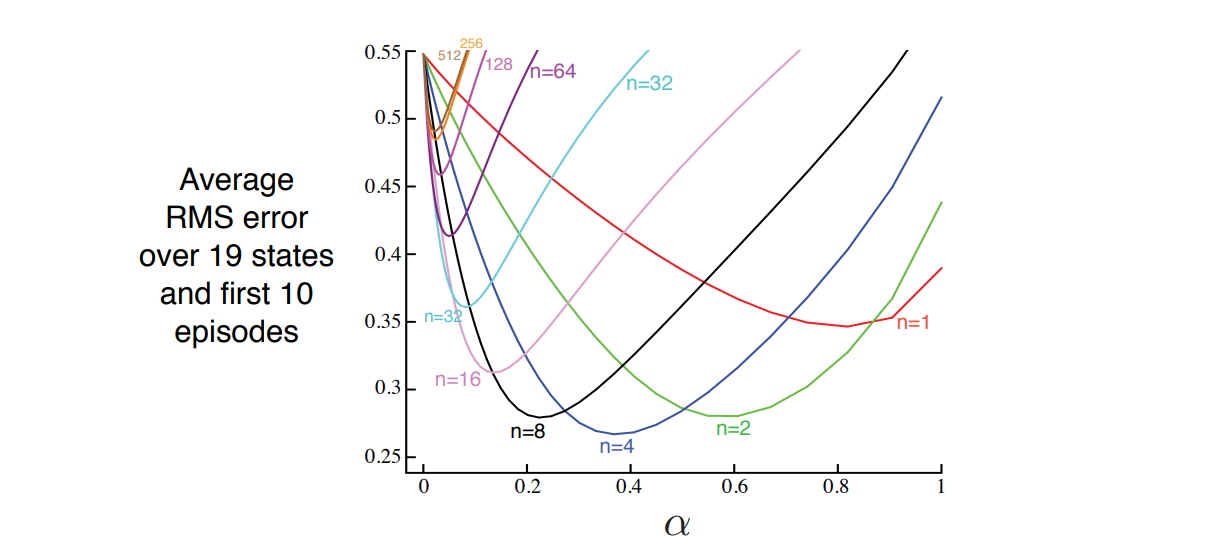 Average
RMS error
over 19 states
and first 10
episodes
0.55
0.5
0.45
0.4
0.35
0.3
0.25
256
512
128
n=64
n=32
n=32
n=1
n=16
n=2
n=8
n=4
0 0.2 0.4 0.6 0.8 1
α